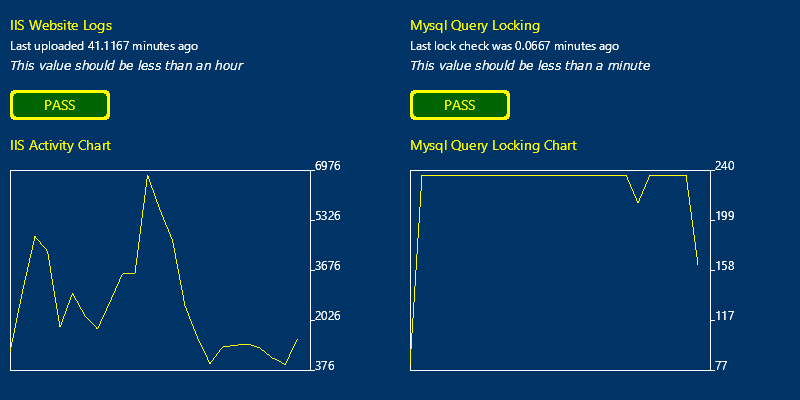 IIS Website Logs
Last uploaded 41.1167 minutes ago
This value should be less than an hour
PASS
IIS Activity Chart
6976
5326
3676
2026
376
Mysql Query Locking
Last lock check was 0.0667 minutes ago
This value should be less than a minute
PASS
Mysql Query Locking Chart
240
199
158
117
77